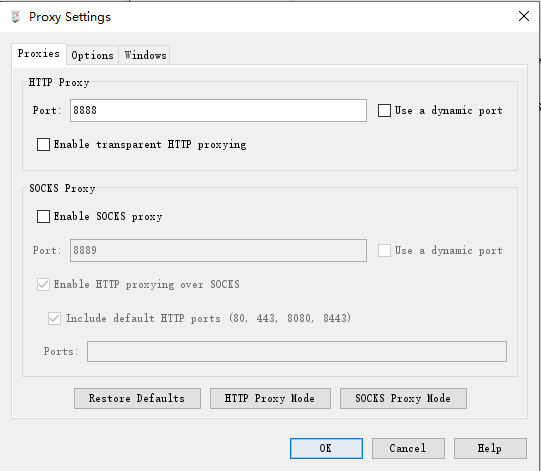 Proxy Settings
Proxies Options Windows
HTTP Proxy
Port: 8888 Use a dynamic port
Enable transparent HTTP proxying
SOCKS Proxy
Enable SOCKS proxy
Port: 8889 Use a dynamic port
Enable HTTP proxying over SOCKS
Include default HTTP ports (80, 443, 8080, 8443)
Ports:
Restore Defaults HTTP Proxy Mode SOCKS Proxy Mode
OK Cancel Help